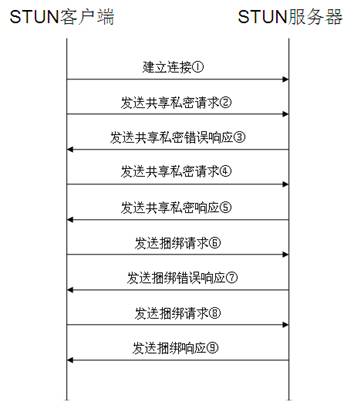 STUN客户端 STUN服务器
建立连接①
发送共享私密请求②
发送共享私密错误响应③
发送共享私密请求④
发送共享私密响应⑤
发送捆绑请求⑥
发送捆绑错误响应⑦
发送捆绑请求⑧
发送捆绑响应⑨